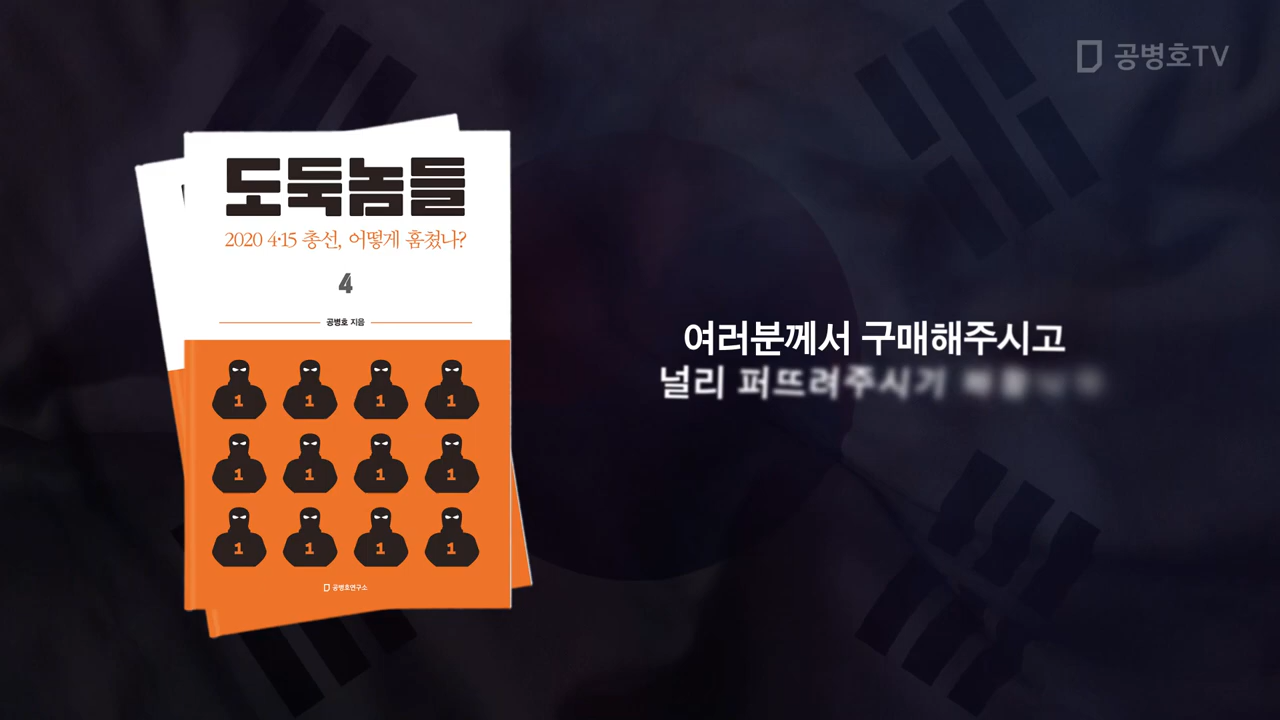 공병호TV
도둑놈들
2020 4·15 총선, 어떻게 훔쳤나?
4
공병호 지음
1 1 1 1
1 1 1 1
1 1 1 1
공병호연구소
여러분께서 구매해주시고
널리 퍼뜨려주시기